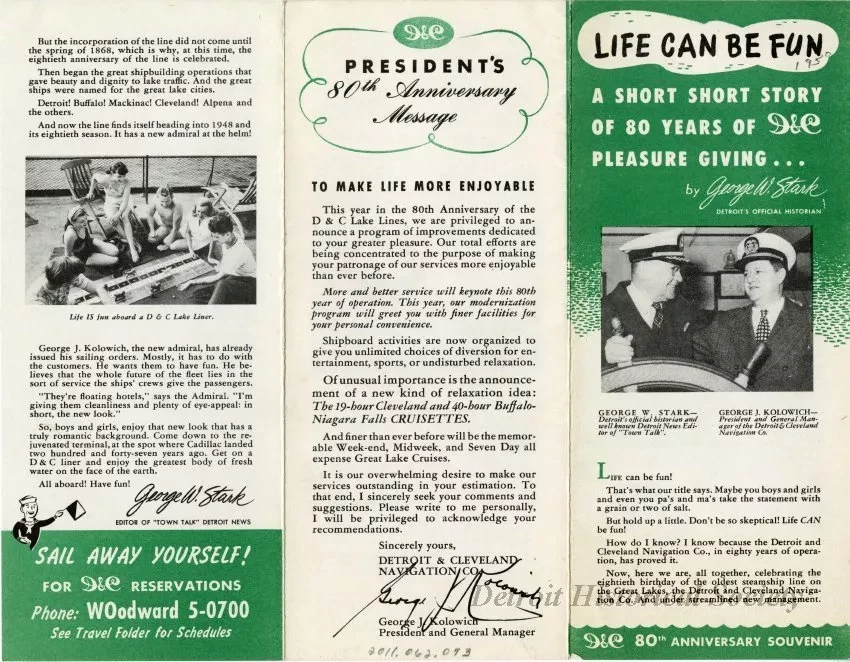 But the incorporation of the line did not come until
the spring of 1868, which is why, at this time, the
eightieth anniversary of the line is celebrated.
Then began the great shipbuilding operations that
gave beauty and dignity to lake traffic. And the great
ships were named for the great lake cities.
Detroit! Buffalo! Mackinac! Cleveland! Alpena and
the others.
And now the line finds itself heading into 1948 and
its eightieth season. It has a new admiral at the helm!
Life IS fun aboard a D & C Lake Liner.
George J. Kolowich, the new admiral, has already
issued his sailing orders. Mostly, it has to do with
the customers. He wants them to have fun. He be-
lieves that the whole future of the fleet lies in the
sort of service the ships' crews give the passengers.
"They're floating hotels," says the Admiral. "I'm
giving them cleanliness and plenty of eye-appeal: in
short, the new look."
So, boys and girls, enjoy that new look that has a
truly romantic background. Come down to the re-
juvenated terminal, at the spot where Cadillac landed
two hundred and forty-seven years ago. Get on a
D & C liner and enjoy the greatest body of fresh
water on the face of the earth.
All aboard! Have fun!
George W. Stark
EDITOR OF "TOWN TALK" DETROIT NEWS
SAIL AWAY YOURSELF!
FOR D&C RESERVATIONS
Phone: WOodward 5-0700
See Travel Folder for Schedules
D&C
PRESIDENT'S
80th Anniversary
Message
TO MAKE LIFE MORE ENJOYABLE
This year in the 80th Anniversary of the
D & C Lake Lines, we are privileged to an-
nounce a program of improvements dedicated
to your greater pleasure. Our total efforts are
being concentrated to the purpose of making
your patronage of our services more enjoyable
than ever before.
More and better service will keynote this 80th
year of operation. This year, our modernization
program will greet you with finer facilities for
your personal convenience.
Shipboard activities are now organized to
give you unlimited choices of diversion for en-
tertainment, sports, or undisturbed relaxation.
Of unusual importance is the announce-
ment of a new kind of relaxation idea:
The 19-hour Cleveland and 40-hour Buffalo-
Niagara Falls CRUISETTES.
And finer than ever before will be the memor-
able Week-end, Midweek, and Seven Day all
expense Great Lake Cruises.
It is our overwhelming desire to make our
services outstanding in your estimation. To
that end, I sincerely seek your comments and
suggestions. Please write to me personally,
I will be privileged to acknowledge your
recommendations.
Sincerely yours,
DETROIT & CLEVELAND
NAVIGATION CO.
George J. Kolowich
George J. Kolowich
President and General Manager
2011.062.073
LIFE CAN BE FUN
A SHORT SHORT STORY
OF 80 YEARS OF D&C
PLEASURE GIVING...
by George W. Stark
DETROIT'S OFFICIAL HISTORIAN
GEORGE W. STARK—
Detroit's official historian and
well known Detroit News Edi-
tor of "Town Talk".
GEORGE J. KOLOWICH—
President and General Man-
ager of the Detroit & Cleveland
Navigation Co.
LIFE can be fun!
That's what our title says. Maybe you boys and girls
and even you pa's and ma's take the statement with
a grain or two of salt.
But hold up a little. Don't be so skeptical! Life CAN
be fun!
How do I know? I know because the Detroit and
Cleveland Navigation Co., in eighty years of opera-
tion, has proved it.
Now, here we are, all together, celebrating the
eightieth birthday of the oldest steamship line on
the Great Lakes, the Detroit and Cleveland Naviga-
tion Co. And under streamlined new management.
Detroit Historical Society
D&C 80th ANNIVERSARY SOUVENIR